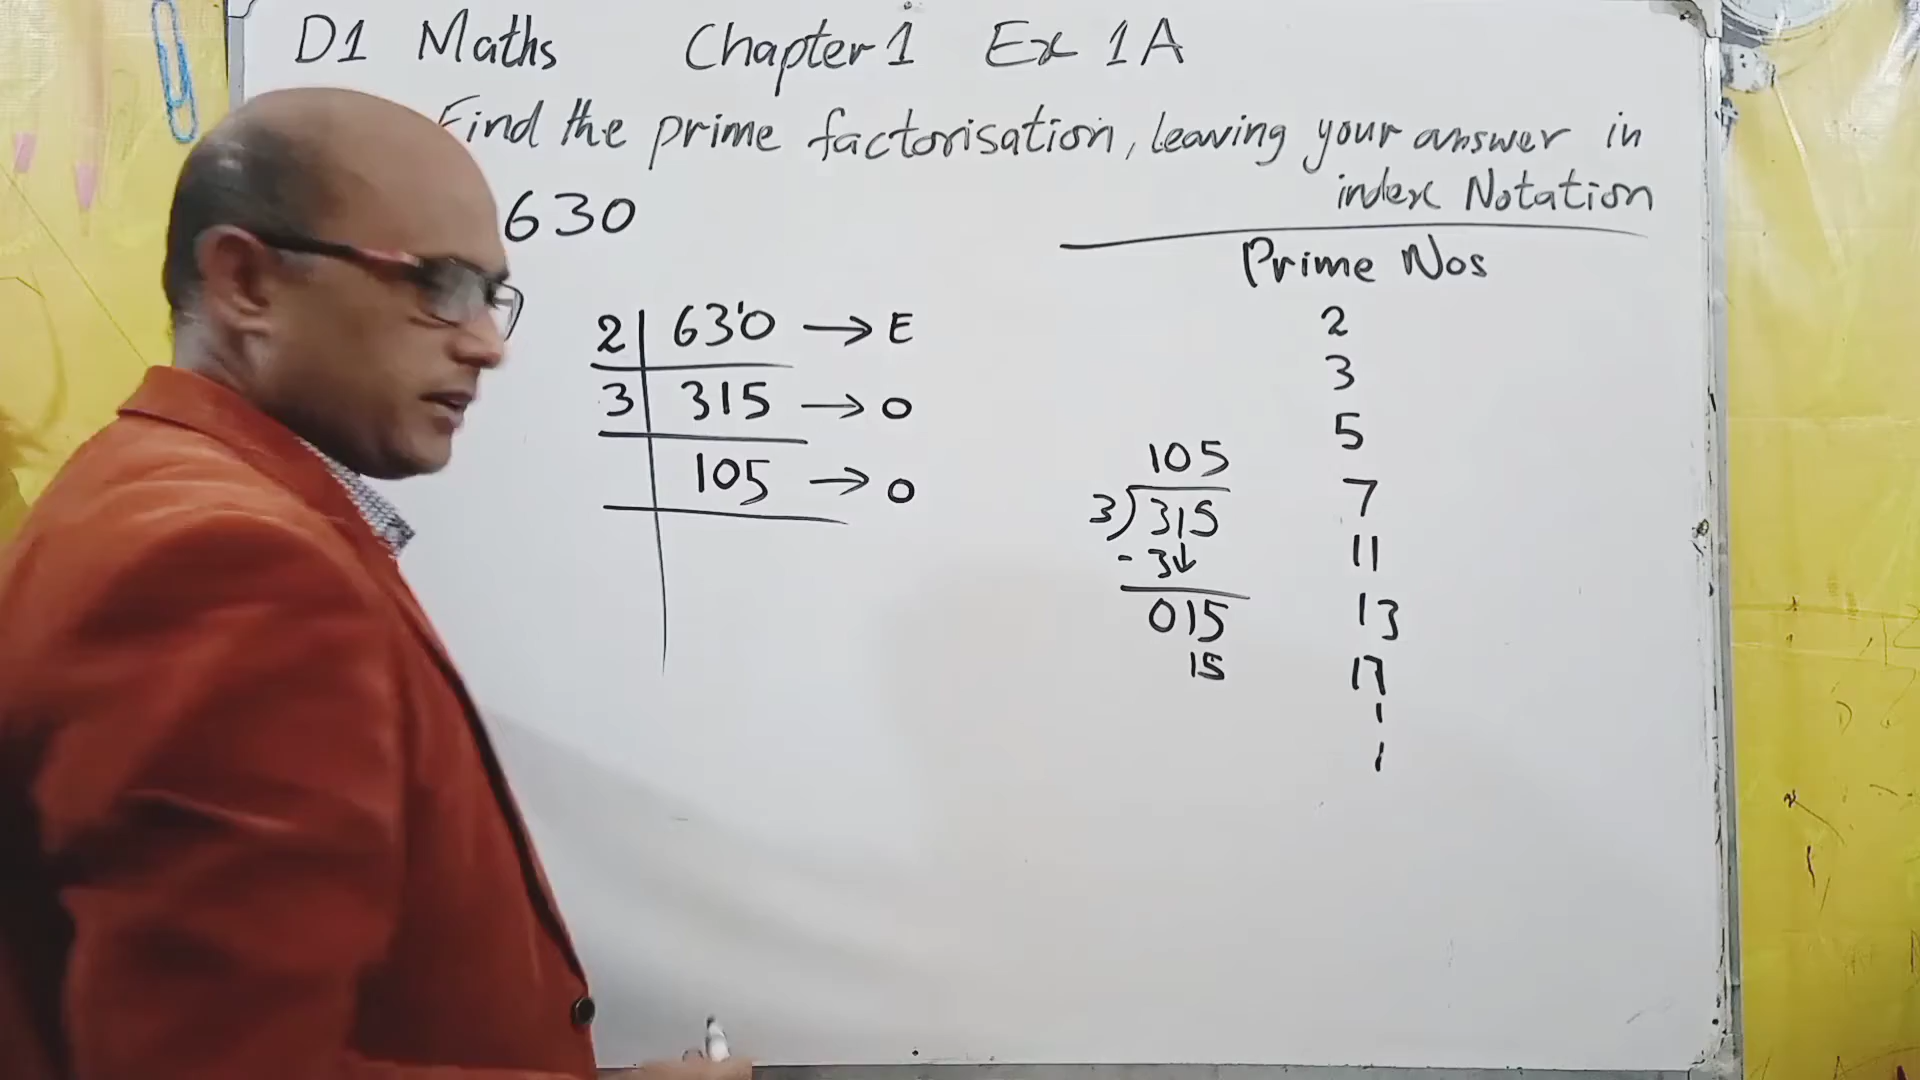 D1 Maths Chapter 1 Ex 1A
Find the prime factorisation, leaving your answer in
index Notation
630
Prime Nos
2 | 630 → E
3 | 315 → O
105 → O
105
3)315
-3↓
015
15
2
3
5
7
11
13
17